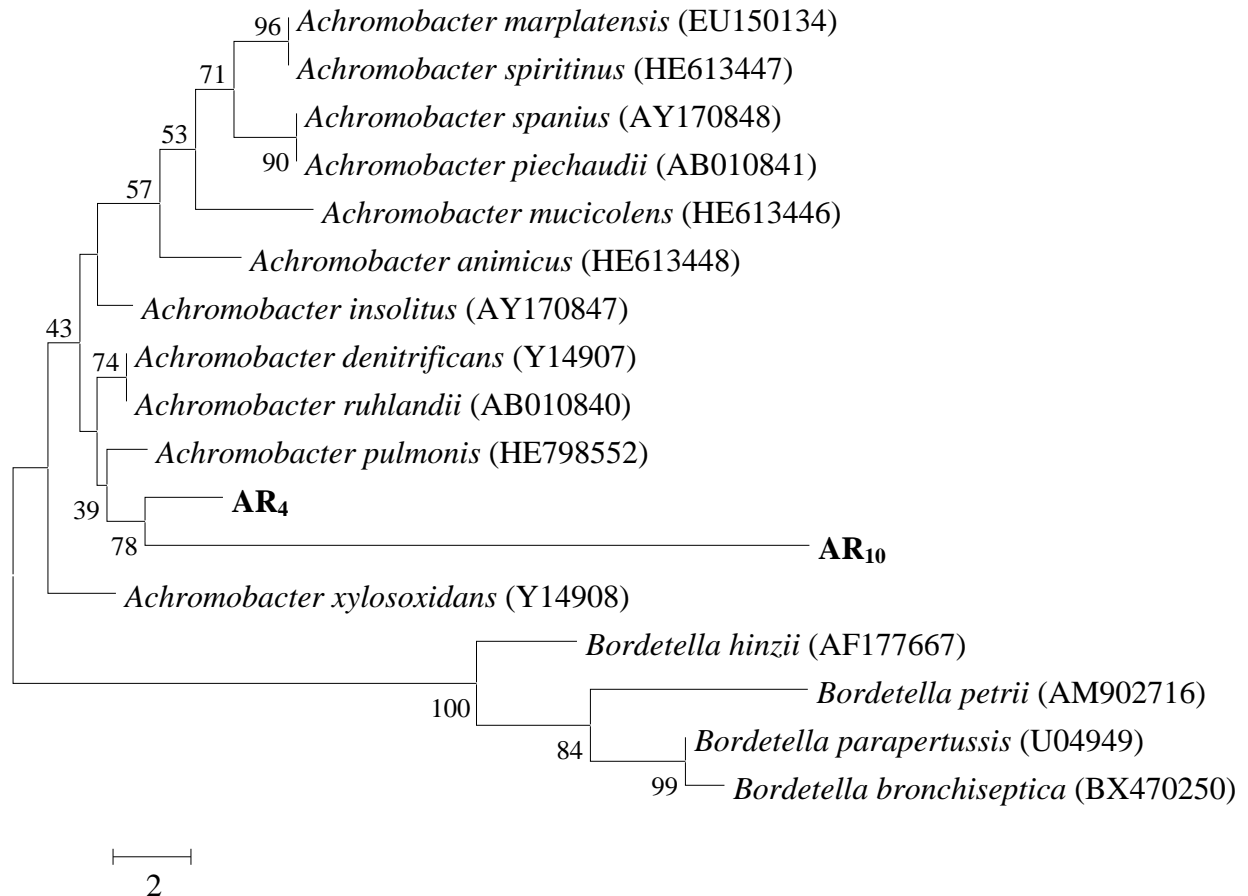 96 Achromobacter marplatensis (EU150134)
Achromobacter spiritinus (HE613447)
71
Achromobacter spanius (AY170848)
53
90 Achromobacter piechaudii (AB010841)
57
Achromobacter mucicolens (HE613446)
Achromobacter animicus (HE613448)
Achromobacter insolitus (AY170847)
43
74 Achromobacter denitrificans (Y14907)
Achromobacter ruhlandii (AB010840)
Achromobacter pulmonis (HE798552)
AR4
39
78
AR10
Achromobacter xylosoxidans (Y14908)
Bordetella hinzii (AF177667)
Bordetella petrii (AM902716)
100
Bordetella parapertussis (U04949)
84
99 Bordetella bronchiseptica (BX470250)
2